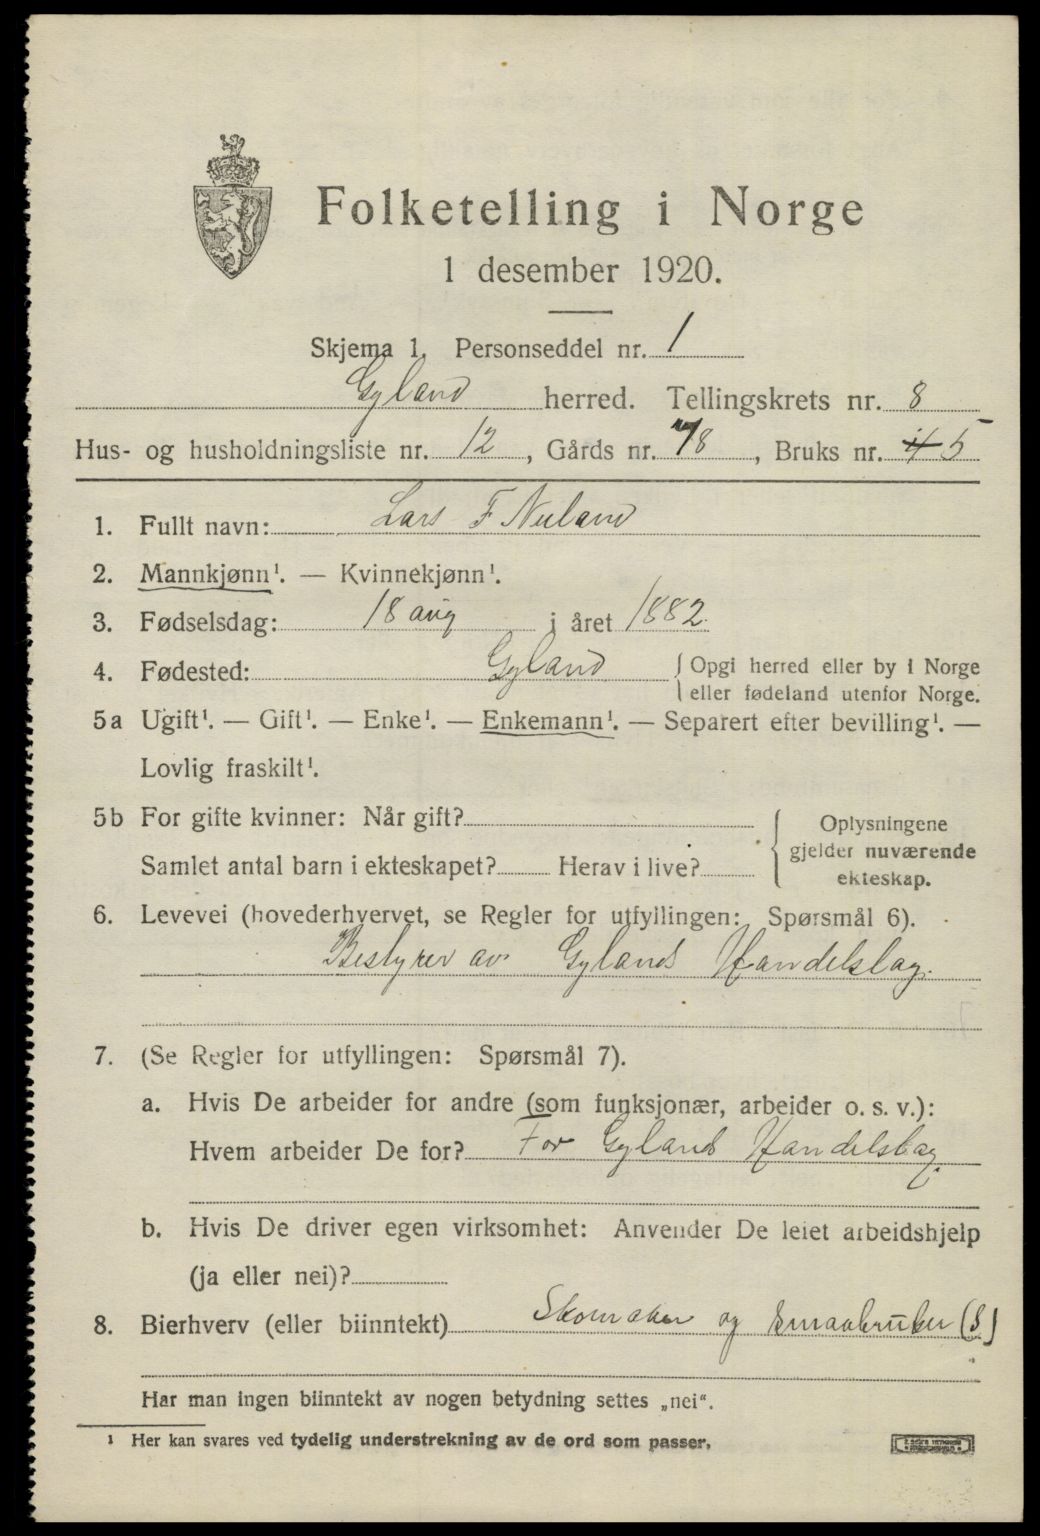 Folketelling i Norge
1 desember 1920.
Skjema 1. Personseddel nr. 1
Gyland herred. Tellingskrets nr. 8
Hus- og husholdningsliste nr. 12, Gårds nr. 78, Bruks nr. 4 5
1. Fullt navn: Lars F Nuland
2. Mannkjønn¹. — Kvinnekjønn¹.
3. Fødselsdag: 18 aug i året 1882.
4. Fødested: Gyland Opgi herred eller by i Norge
eller fødeland utenfor Norge.
5a Ugift¹. — Gift¹. — Enke¹. — Enkemann¹. — Separert efter bevilling¹. —
Lovlig fraskilt¹.
5b For gifte kvinner: Når gift?
Samlet antal barn i ekteskapet? Herav i live?
Oplysningene
gjelder nuværende
ekteskap.
6. Levevei (hovederhvervet, se Regler for utfyllingen: Spørsmål 6).
Bestyrer av Gylands Handelslag.
7. (Se Regler for utfyllingen: Spørsmål 7).
a. Hvis De arbeider for andre (som funksjonær, arbeider o. s. v.):
Hvem arbeider De for? For Gylands Handelslag.
b. Hvis De driver egen virksomhet: Anvender De leiet arbeidshjelp
(ja eller nei)?
8. Bierhverv (eller biinntekt) Skomaker og smaabruker (S)
Har man ingen biinntekt av nogen betydning settes „nei".
¹ Her kan svares ved tydelig understrekning av de ord som passer.